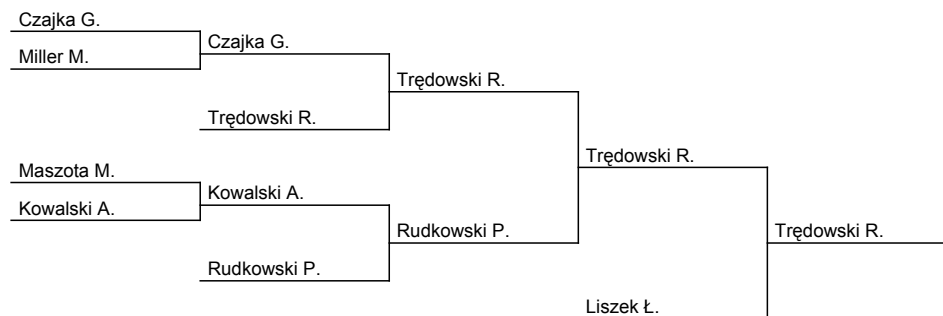 Czajka G.
Miller M.
Czajka G.
Trędowski R.
Trędowski R.
Maszota M.
Kowalski A.
Kowalski A.
Rudkowski P.
Rudkowski P.
Trędowski R.
Liszek Ł.
Trędowski R.